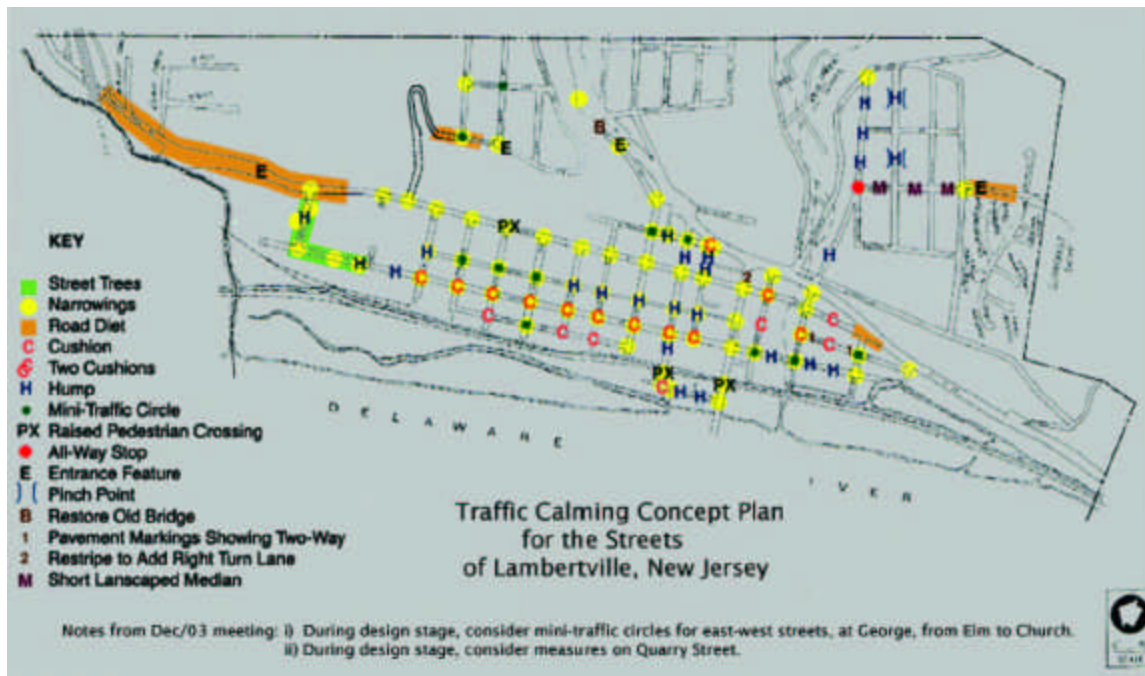 KEY
Street Trees
Narrowings
Road Diet
C Cushion
Two Cushions
H Hump
Mini-Traffic Circle
PX Raised Pedestrian Crossing
All-Way Stop
E Entrance Feature
Pinch Point
B Restore Old Bridge
1 Pavement Markings Showing Two-Way
2 Restripe to Add Right Turn Lane
M Short Lanscaped Median
DELAWARE
IVER
Traffic Calming Concept Plan
for the Streets
of Lambertville, New Jersey
Notes from Dec/03 meeting: i) During design stage, consider mini-traffic circles for east-west streets, at George, from Elm to Church.
ii) During design stage, consider measures on Quarry Street.